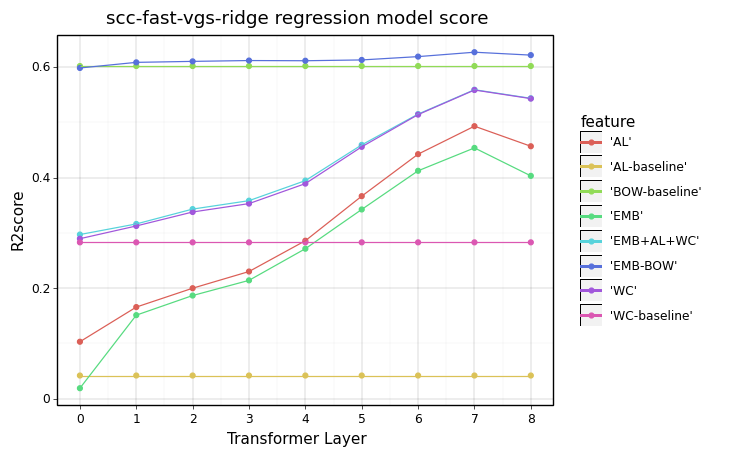 scc-fast-vgs-ridge regression model score
0.6
0.4
0.2
0
R2score
0 1 2 3 4 5 6 7 8
Transformer Layer
feature
'AL'
'AL-baseline'
'BOW-baseline'
'EMB'
'EMB+AL+WC'
'EMB-BOW'
'WC'
'WC-baseline'